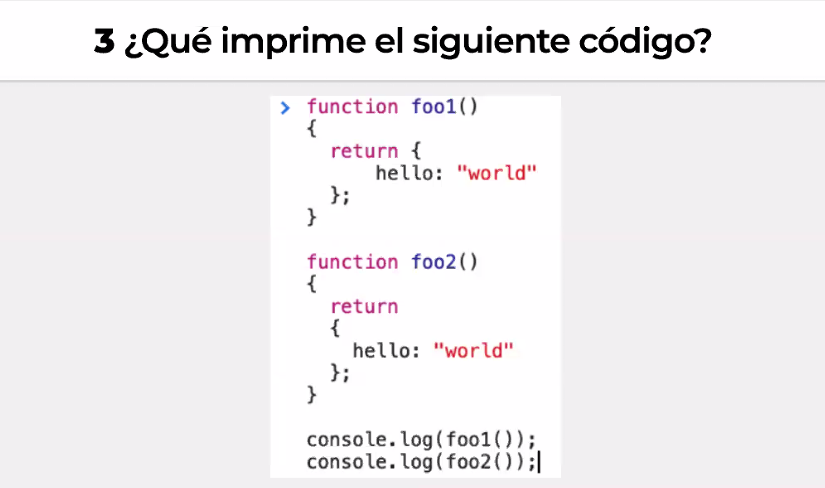 3 ¿Qué imprime el siguiente código?
> function foo1()
{
  return {
      hello: "world"
  };
}
function foo2()
{
  return
  {
    hello: "world"
  };
}
console.log(foo1());
console.log(foo2());